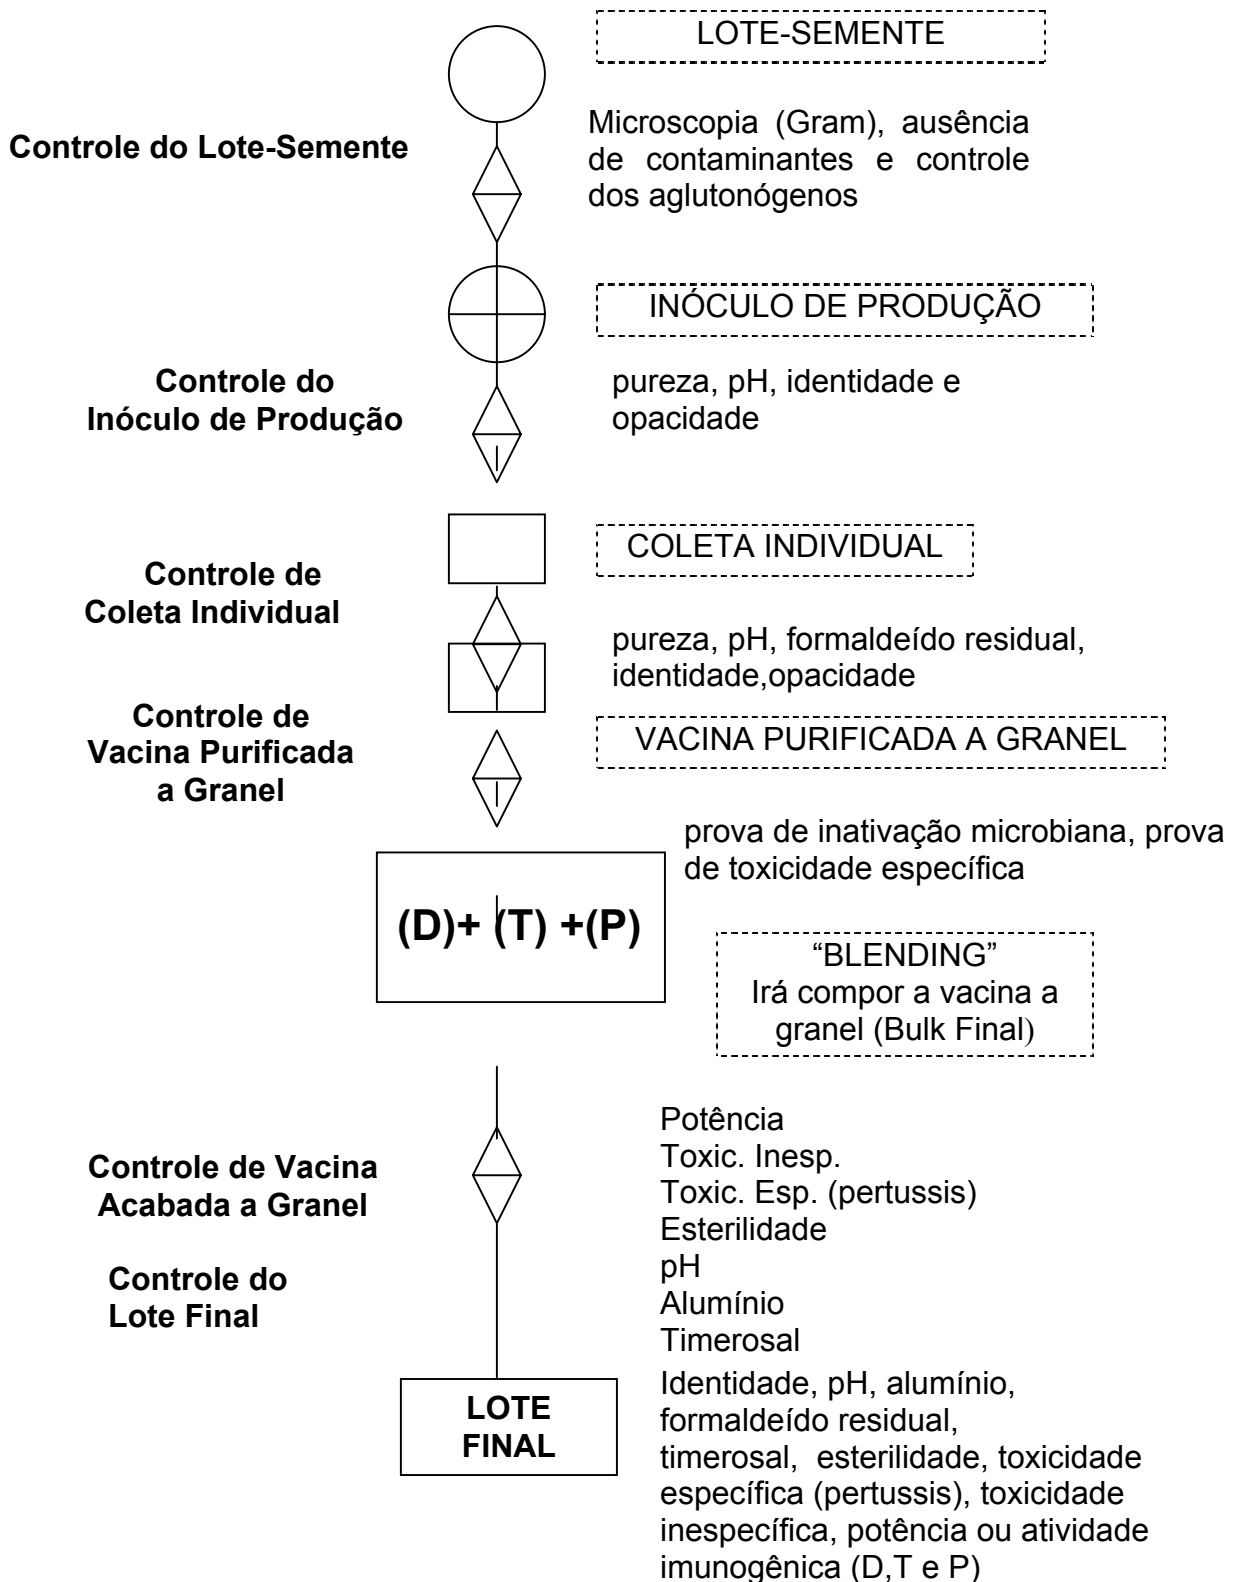 LOTE-SEMENTE
Controle do Lote-Semente
Microscopia (Gram), ausência
de contaminantes e controle
dos aglutonógenos
INÓCULO DE PRODUÇÃO
Controle do
Inóculo de Produção
pureza, pH, identidade e
opacidade
COLETA INDIVIDUAL
Controle de
Coleta Individual
pureza, pH, formaldeído residual,
identidade,opacidade
Controle de
Vacina Purificada
a Granel
VACINA PURIFICADA A GRANEL
prova de inativação microbiana, prova
de toxicidade específica
(D)+ (T) +(P)
“BLENDING”
Irá compor a vacina a
granel (Bulk Final)
Controle de Vacina
Acabada a Granel
Potência
Toxic. Inesp.
Toxic. Esp. (pertussis)
Esterilidade
pH
Alumínio
Timerosal
Controle do
Lote Final
LOTE
FINAL
Identidade, pH, alumínio,
formaldeído residual,
timerosal, esterilidade, toxicidade
específica (pertussis), toxicidade
inespecífica, potência ou atividade
imunogênica (D,T e P)